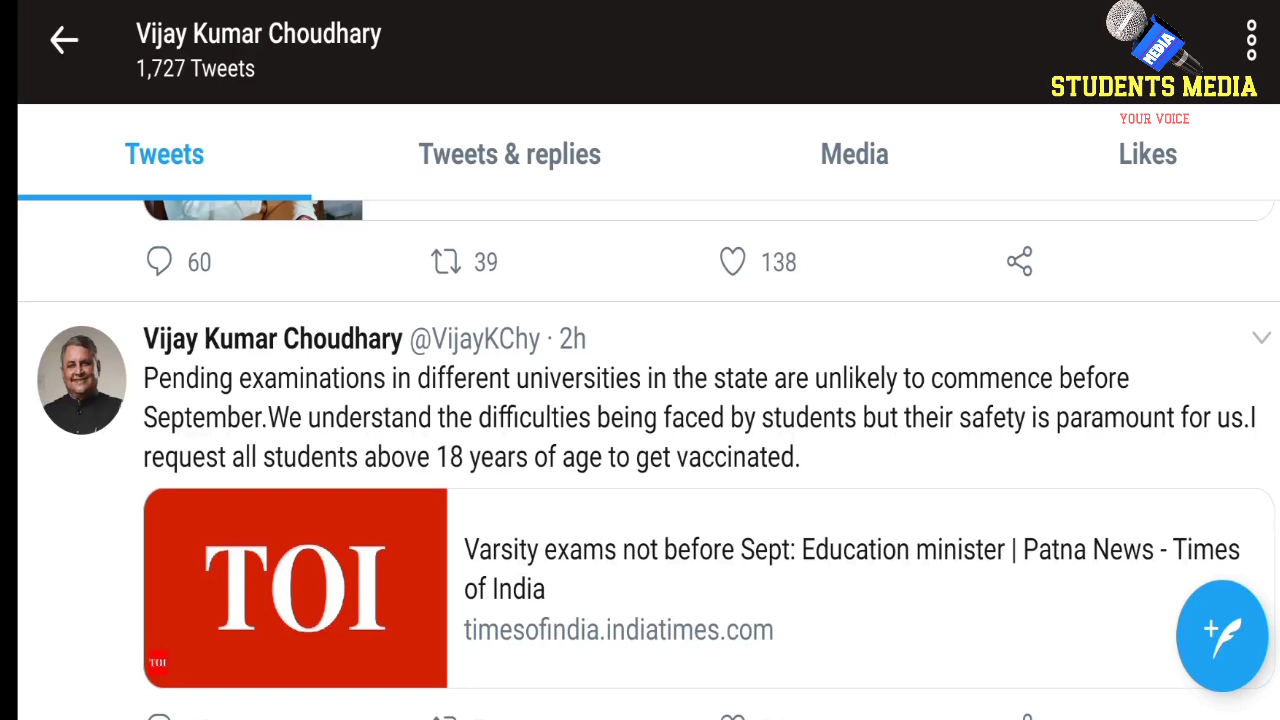 Vijay Kumar Choudhary
1,727 Tweets
MEDIA
STUDENTS MEDIA
YOUR VOICE
Tweets
Tweets & replies
Media
Likes
60
39
138
Vijay Kumar Choudhary @VijayKChy · 2h
Pending examinations in different universities in the state are unlikely to commence before
September.We understand the difficulties being faced by students but their safety is paramount for us.I
request all students above 18 years of age to get vaccinated.
TOI
TOI
Varsity exams not before Sept: Education minister | Patna News - Times
of India
timesofindia.indiatimes.com